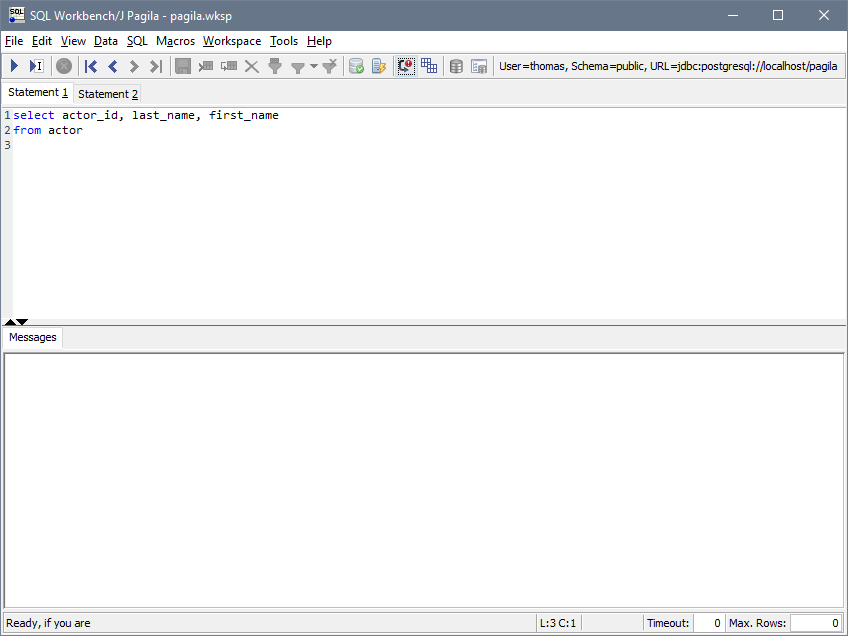 SQL Workbench/J Pagila - pagila.wksp
File Edit View Data SQL Macros Workspace Tools Help
User=thomas, Schema=public, URL=jdbc:postgresql://localhost/pagila
Statement 1 Statement 2
1 select actor_id, last_name, first_name
2 from actor
3
Messages
Ready, if you are L:3 C:1 Timeout: 0 Max. Rows: 0